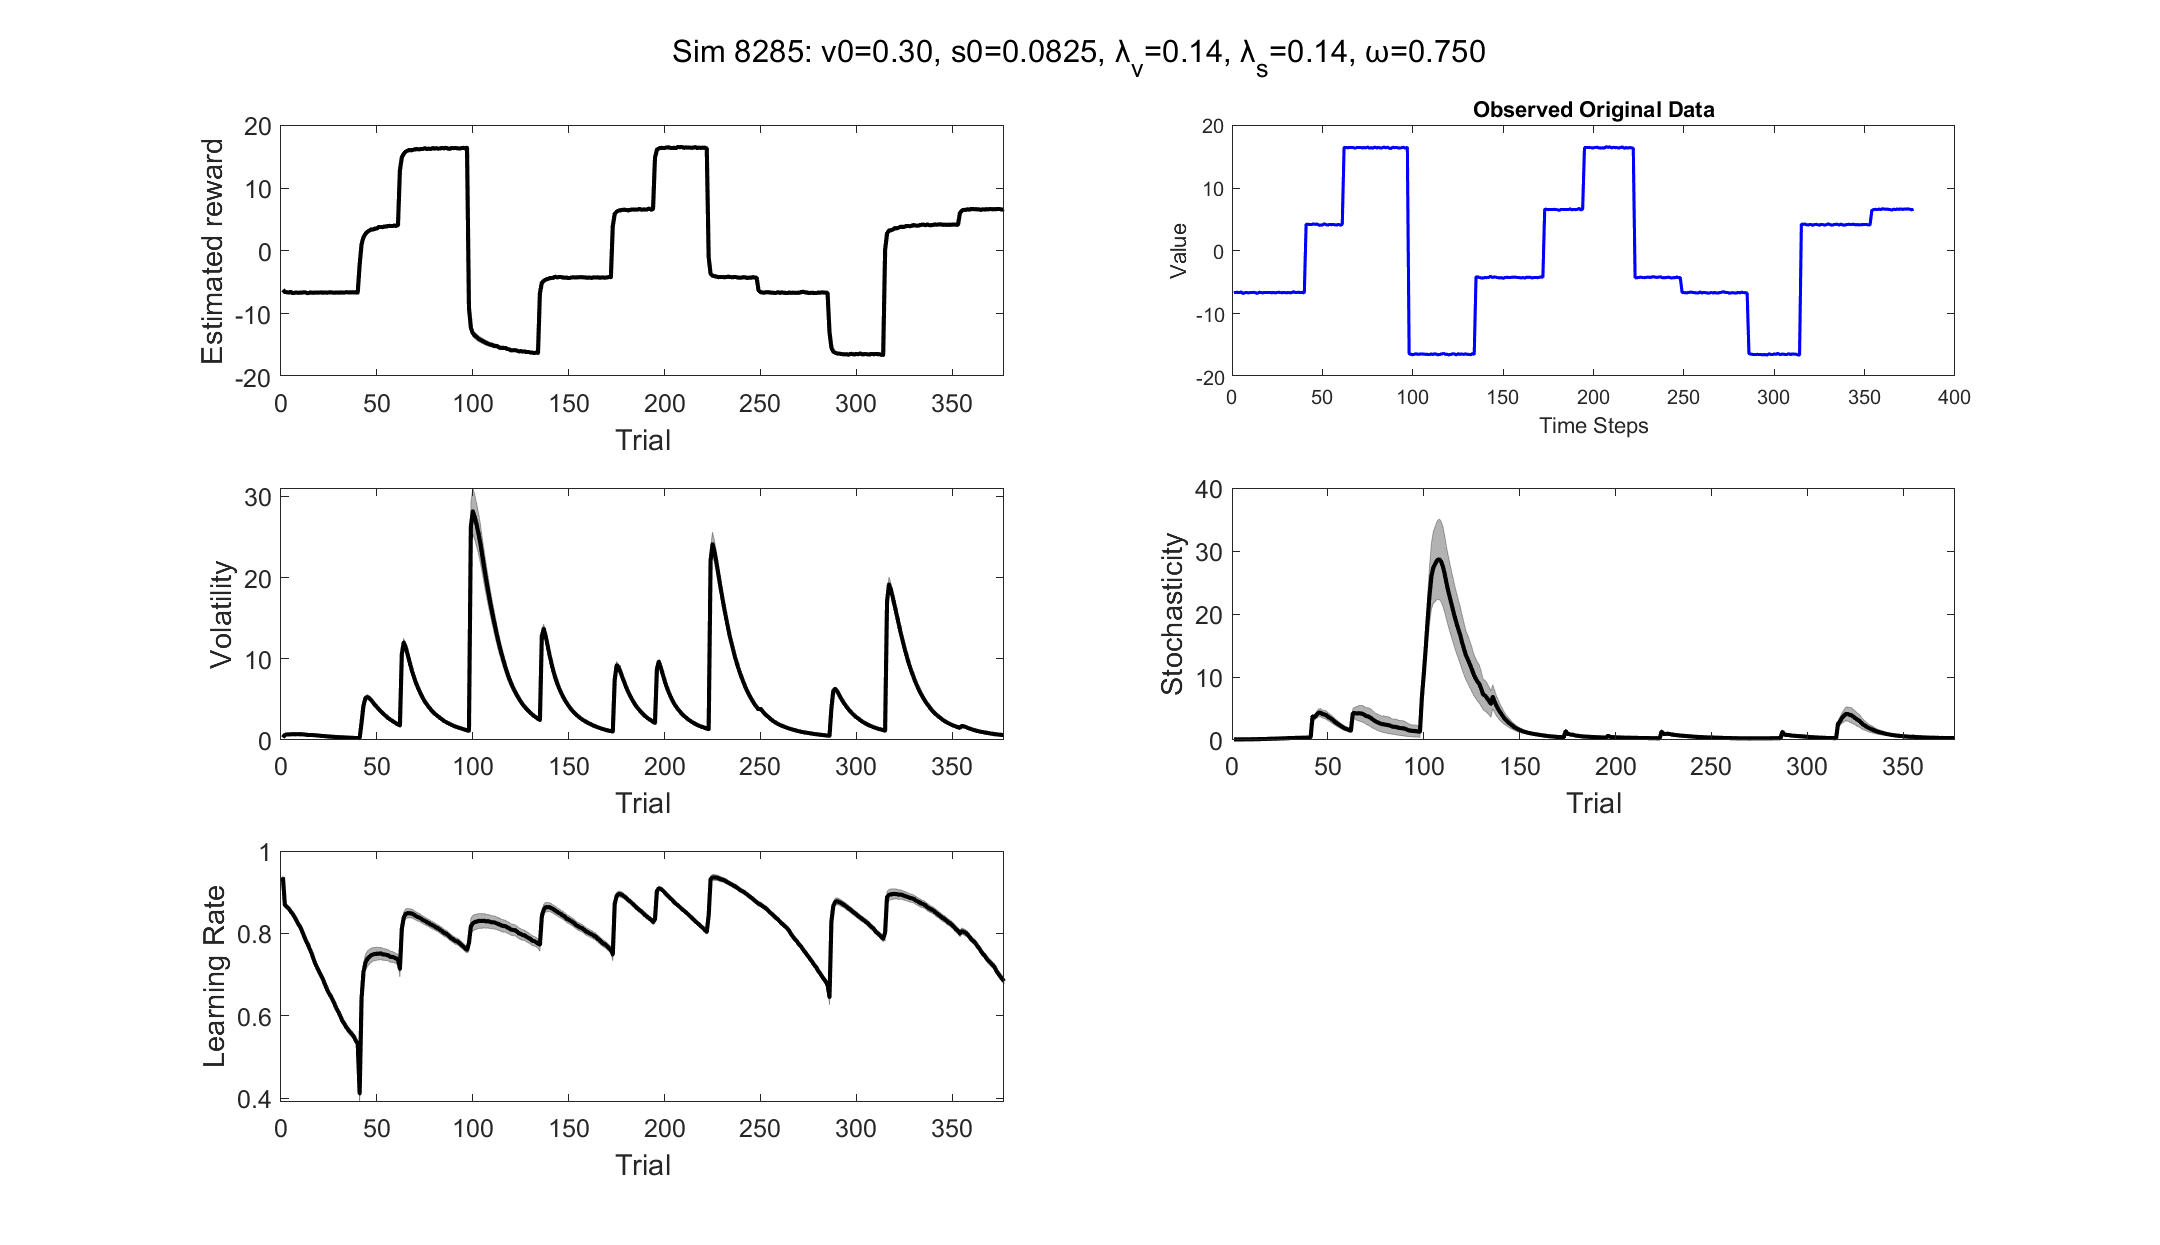 Sim 8285: v0=0.30, s0=0.0825, λ_v=0.14, λ_s=0.14, ω=0.750
20
10
0
-10
-20
Estimated reward
0 50 100 150 200 250 300 350
Trial
Observed Original Data
20
10
0
-10
-20
Value
0 50 100 150 200 250 300 350 400
Time Steps
30
20
10
0
Volatility
0 50 100 150 200 250 300 350
Trial
40
30
20
10
0
Stochasticity
0 50 100 150 200 250 300 350
Trial
1
0.8
0.6
0.4
Learning Rate
0 50 100 150 200 250 300 350
Trial